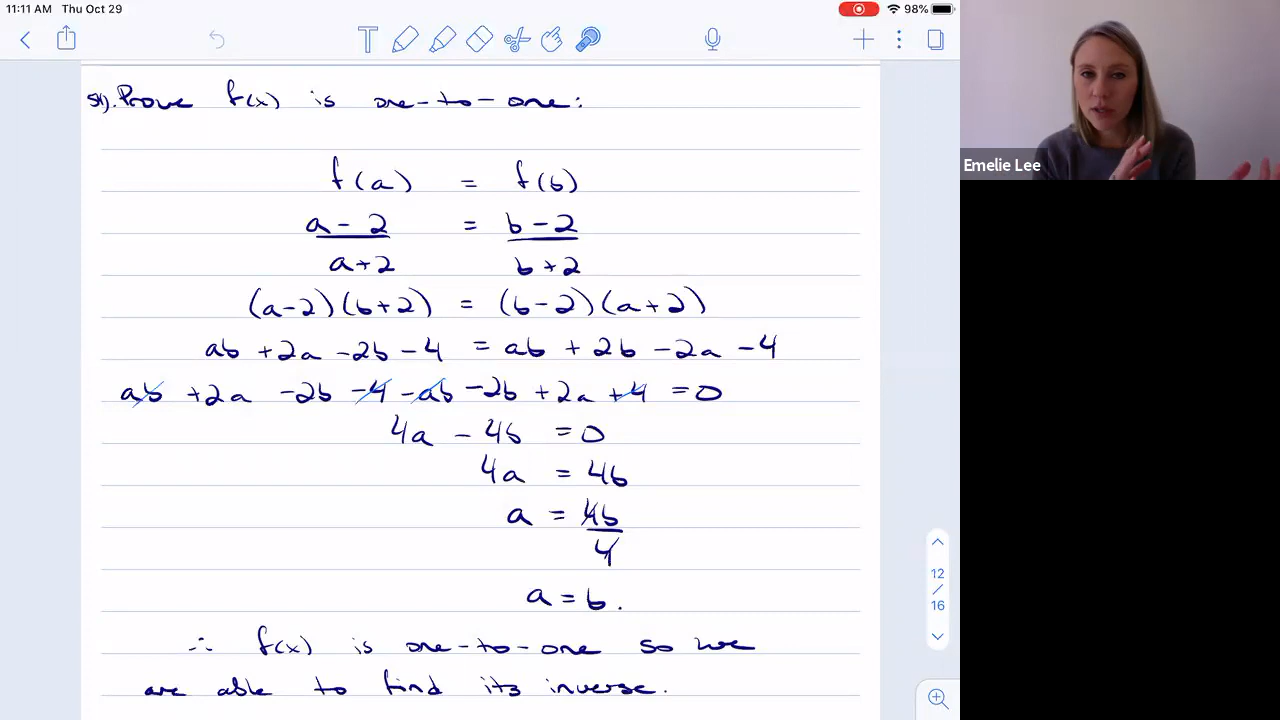 11:11 AM Thu Oct 29
98%
Prove f(x) is one-to-one:
f(a) = f(b)
a - 2 = b - 2
a + 2 b + 2
(a-2)(b+2) = (b-2)(a+2)
ab + 2a - 2b - 4 = ab + 2b - 2a - 4
ab + 2a - 2b - 4 - ab - 2b + 2a + 4 = 0
4a - 4b = 0
4a = 4b
a = 4b
4
a = b.
∴ f(x) is one-to-one so we
are able to find its inverse.
12
/
16
Emelie Lee